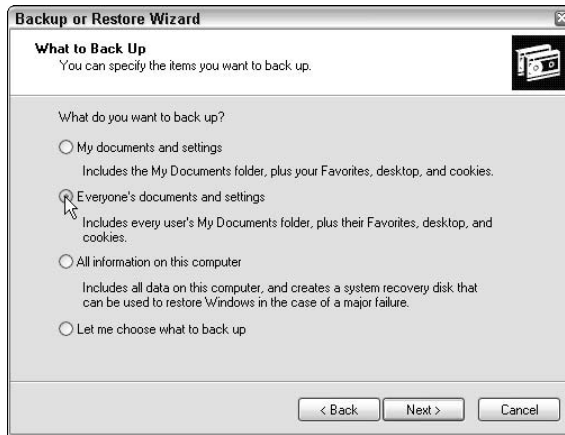 Backup or Restore Wizard
What to Back Up
You can specify the items you want to back up.
What do you want to back up?
My documents and settings
Includes the My Documents folder, plus your Favorites, desktop, and cookies.
Everyone's documents and settings
Includes every user's My Documents folder, plus their Favorites, desktop, and
cookies.
All information on this computer
Includes all data on this computer, and creates a system recovery disk that
can be used to restore Windows in the case of a major failure.
Let me choose what to back up
< Back Next > Cancel